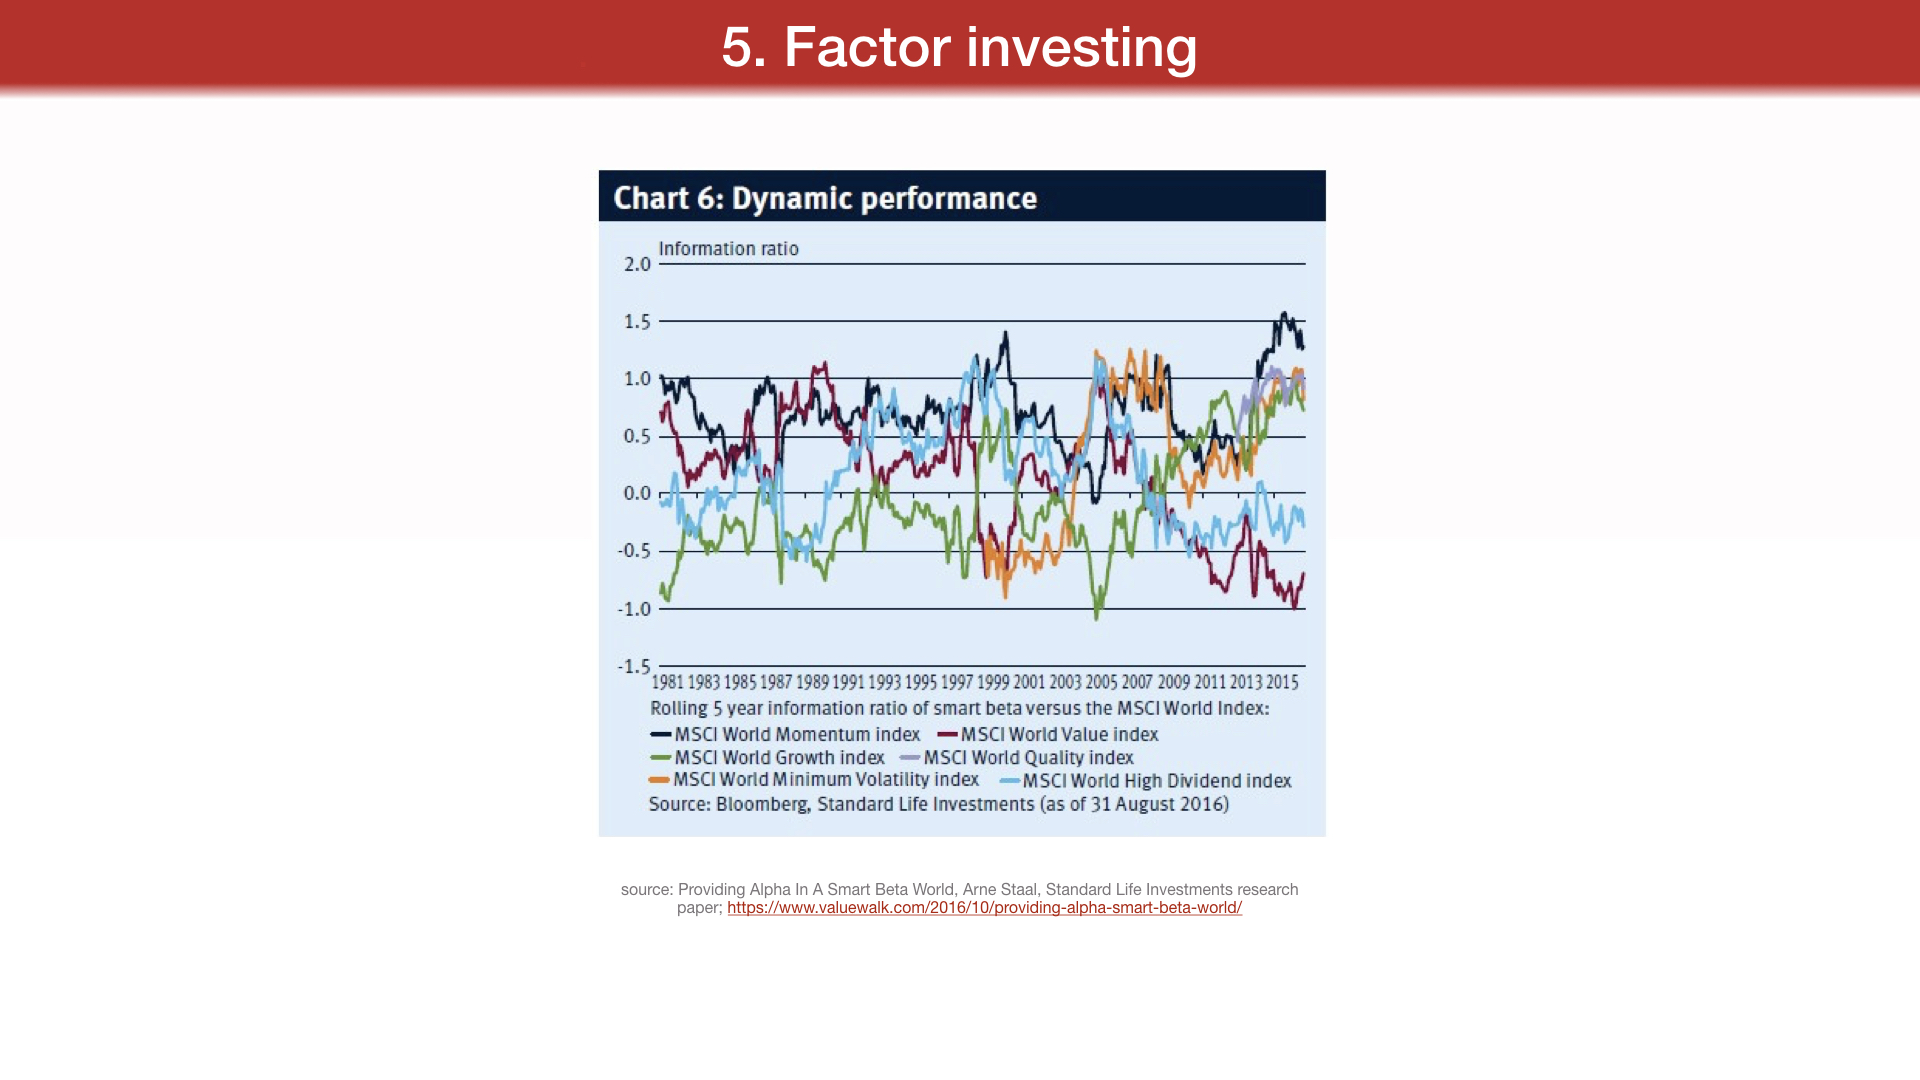 5. Factor investing
Chart 6: Dynamic performance
Information ratio
2.0
1.5
1.0
0.5
0.0
-0.5
-1.0
-1.5
1981 1983 1985 1987 1989 1991 1993 1995 1997 1999 2001 2003 2005 2007 2009 2011 2013 2015
Rolling 5 year information ratio of smart beta versus the MSCI World Index:
MSCI World Momentum index MSCI World Value index
MSCI World Growth index MSCI World Quality index
MSCI World Minimum Volatility index MSCI World High Dividend index
Source: Bloomberg, Standard Life Investments (as of 31 August 2016)
source: Providing Alpha In A Smart Beta World, Arne Staal, Standard Life Investments research
paper; https://www.valuewalk.com/2016/10/providing-alpha-smart-beta-world/